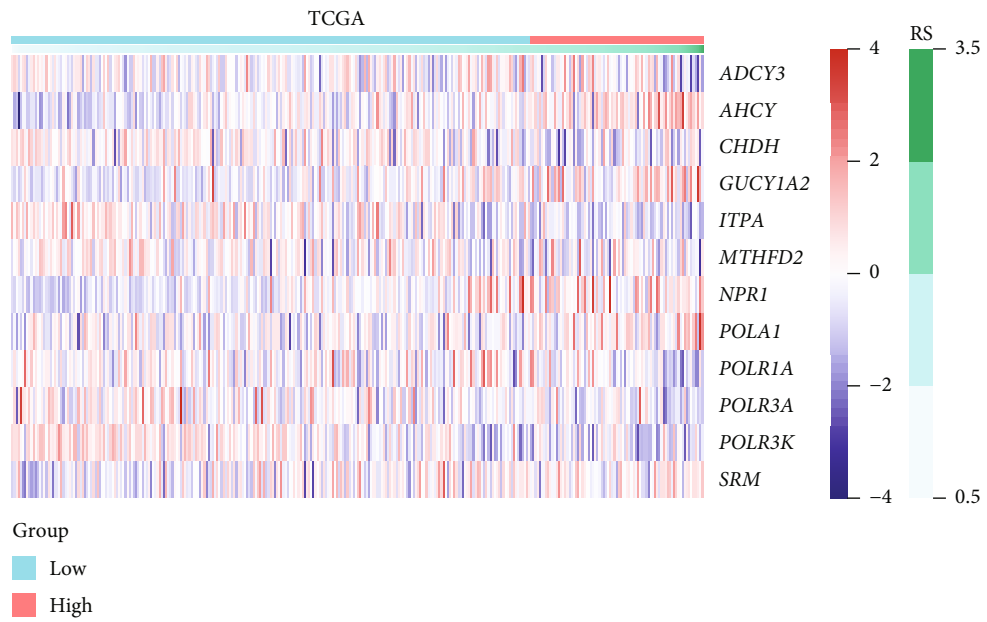 TCGA
ADCY3
AHCY
CHDH
GUCY1A2
ITPA
MTHFD2
NPR1
POLA1
POLR1A
POLR3A
POLR3K
SRM
4
2
0
−2
−4
RS
3.5
0.5
Group
Low
High